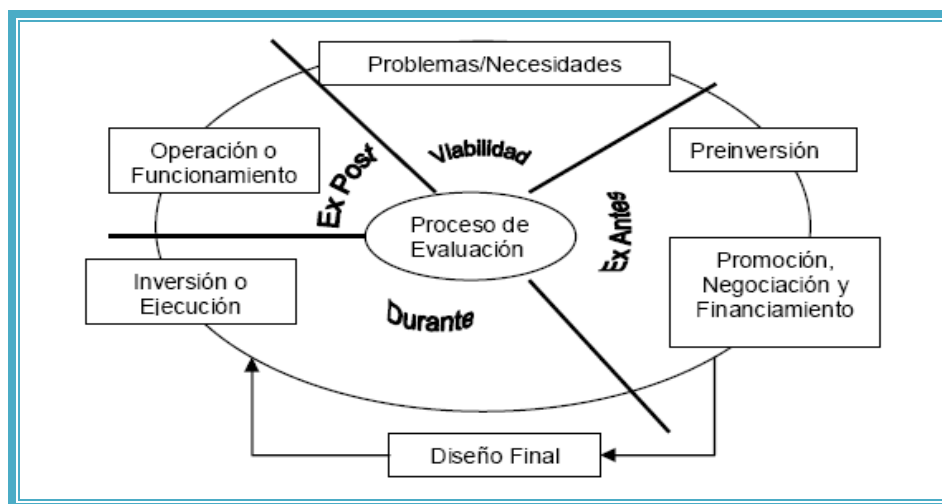 Problemas/Necesidades
Operación o
Funcionamiento
Viabilidad
Preinversión
Ex Post
Proceso de
Evaluación
Ex Antes
Promoción,
Negociación y
Financiamiento
Inversión o
Ejecución
Durante
Diseño Final